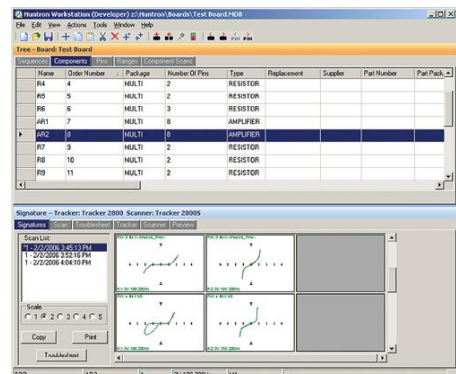 Huntron Workstation (Developer) z:\Huntron\Boards\Test Board.MDB
File Edit View Actions Tools Window Help
Tree - Board: Test Board
Sequences Components Pins Ranges Component Scans
Name Order Number Package Number Of Pins Type Replacement Supplier Part Number Part Pack
R4 4 MULTI 2 RESISTOR
R5 5 MULTI 2 RESISTOR
R6 6 MULTI 3 RESISTOR
AR1 7 MULTI 8 AMPLIFIER
AR2 8 MULTI 8 AMPLIFIER
R7 9 MULTI 2 RESISTOR
R8 10 MULTI 2 RESISTOR
R9 11 MULTI 2 RESISTOR
Signature - Tracker: Tracker 2800 Scanner: Tracker 2800S
Signatures Scan Troubleshoot Tracker Scanner Preview
Scan List:
*1 - 2/2/2006 3:45:13 PM
1 - 2/2/2006 3:52:16 PM
1 - 2/2/2006 4:04:10 PM
Scale
1 2 3 4 5
Copy Print
Troubleshoot